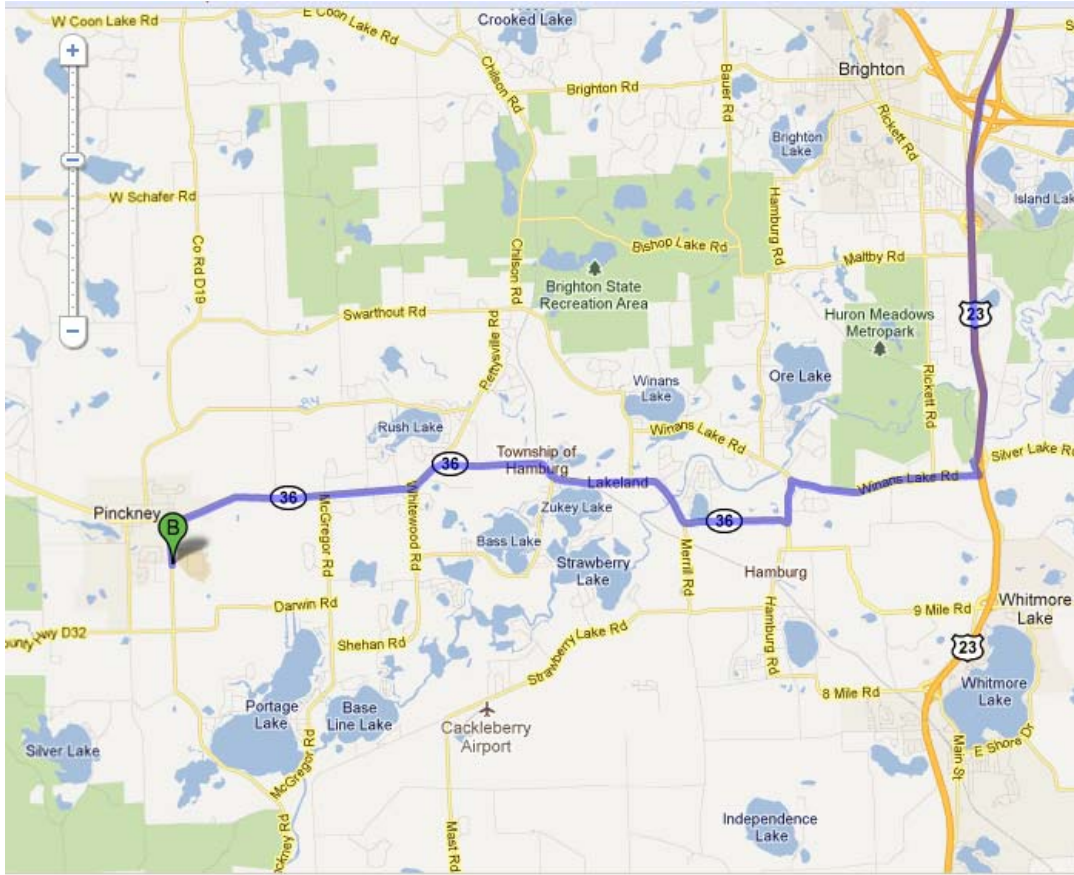 W Coon Lake Rd
E Coon Lake Rd
Crooked Lake
Chilson Rd
Brighton Rd
Bauer Rd
Brighton
Rickett Rd
Brighton
Lake
Island Lak
W Schafer Rd
Co Rd D19
Chilson Rd
Bishop Lake Rd
Hamburg Rd
Maltby Rd
Brighton State
Recreation Area
Swarthout Rd
Pettysville Rd
Huron Meadows
Metropark
23
Winans
Lake
Ore Lake
Rickett Rd
Rush Lake
Winans Lake Rd
Silver Lake Rd
Township of
Hamburg
36
Lakeland
Winans Lake Rd
36
Pinckney
B
McGregor Rd
Whitewood Rd
Zukey Lake
36
Bass Lake
Strawberry
Lake
Merrill Rd
Hamburg
Darwin Rd
Hamburg Rd
9 Mile Rd
Whitmore
Lake
Hwy D32
Shehan Rd
Strawberry Lake Rd
23
8 Mile Rd
Whitmore
Lake
Portage
Lake
Base
Line Lake
Cackleberry
Airport
Silver Lake
McGregor Rd
Main St
E Shore Dr
Mast Rd
ckney Rd
Independence
Lake
+
−